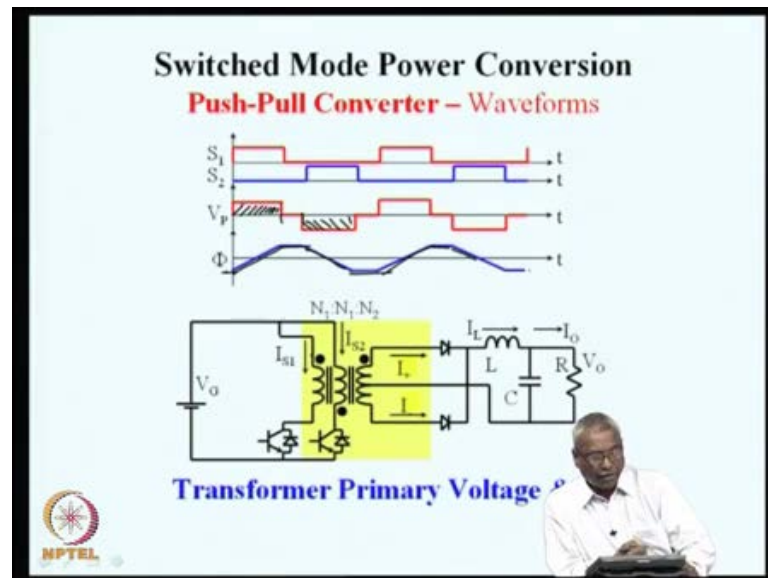 Switched Mode Power Conversion
Push-Pull Converter – Waveforms
S1 t
S2 t
VP t
Φ t
N1:N1:N2
IS1 IS2 I+ IL IO
VG L R VO
I C
Transformer Primary Voltage &
NPTEL